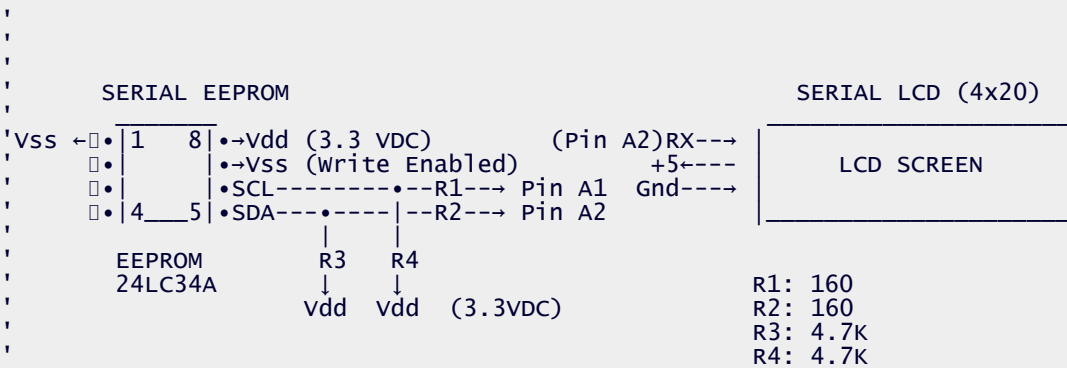 SERIAL EEPROM SERIAL LCD (4x20)
'Vss ←▯•|1 8|•→Vdd (3.3 VDC) (Pin A2)RX--→
▯•| |•→Vss (Write Enabled) +5←--- | LCD SCREEN
▯•| |•SCL--------•--R1--→ Pin A1 Gnd---→
▯•|4___5|•SDA---•----|--R2--→ Pin A2
EEPROM R3 R4
24LC34A ↓ ↓ R1: 160
Vdd Vdd (3.3VDC) R2: 160
R3: 4.7K
R4: 4.7K